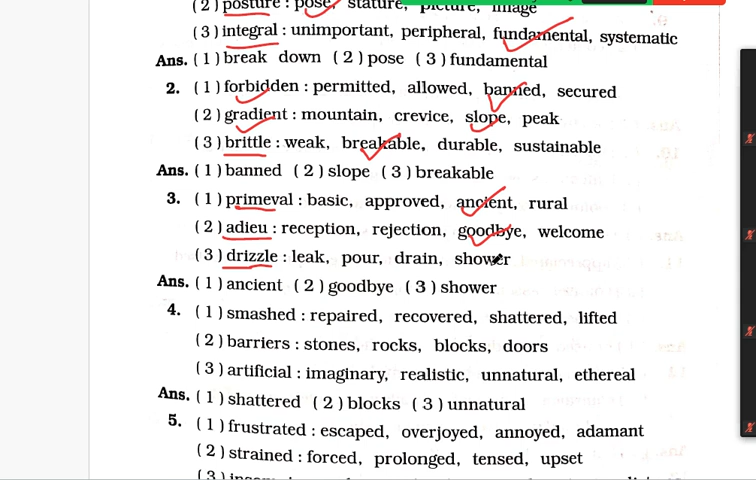 (2) posture : pose, stature, picture, image
(3) integral : unimportant, peripheral, fundamental, systematic
Ans. (1) break down (2) pose (3) fundamental
2. (1) forbidden : permitted, allowed, banned, secured
(2) gradient : mountain, crevice, slope, peak
(3) brittle : weak, breakable, durable, sustainable
Ans. (1) banned (2) slope (3) breakable
3. (1) primeval : basic, approved, ancient, rural
(2) adieu : reception, rejection, goodbye, welcome
(3) drizzle : leak, pour, drain, shower
Ans. (1) ancient (2) goodbye (3) shower
4. (1) smashed : repaired, recovered, shattered, lifted
(2) barriers : stones, rocks, blocks, doors
(3) artificial : imaginary, realistic, unnatural, ethereal
Ans. (1) shattered (2) blocks (3) unnatural
5. (1) frustrated : escaped, overjoyed, annoyed, adamant
(2) strained : forced, prolonged, tensed, upset
(3)